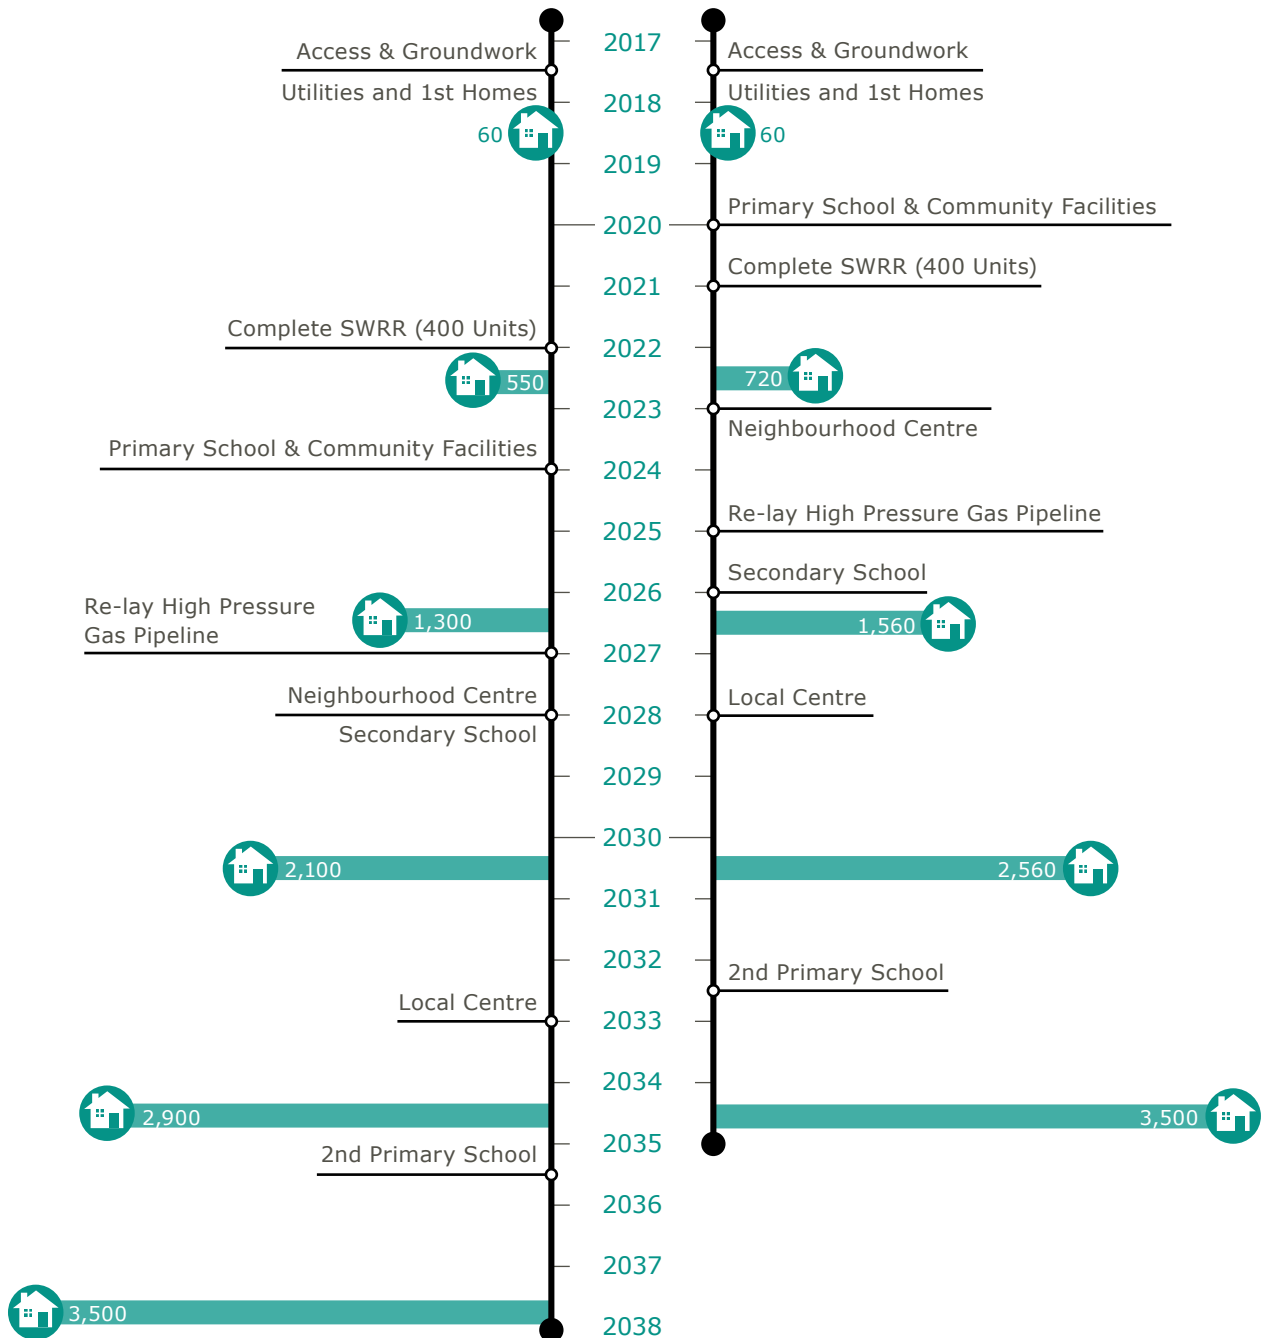 2017
Access & Groundwork
Access & Groundwork
Utilities and 1st Homes
2018
Utilities and 1st Homes
60
60
2019
Primary School & Community Facilities
2020
Complete SWRR (400 Units)
2021
Complete SWRR (400 Units)
2022
550
720
2023
Neighbourhood Centre
Primary School & Community Facilities
2024
Re-lay High Pressure Gas Pipeline
2025
Secondary School
2026
Re-lay High Pressure
Gas Pipeline
1,300
1,560
2027
Neighbourhood Centre
Local Centre
2028
Secondary School
2029
2030
2,100
2,560
2031
2032
2nd Primary School
Local Centre
2033
2034
2,900
3,500
2035
2nd Primary School
2036
2037
3,500
2038